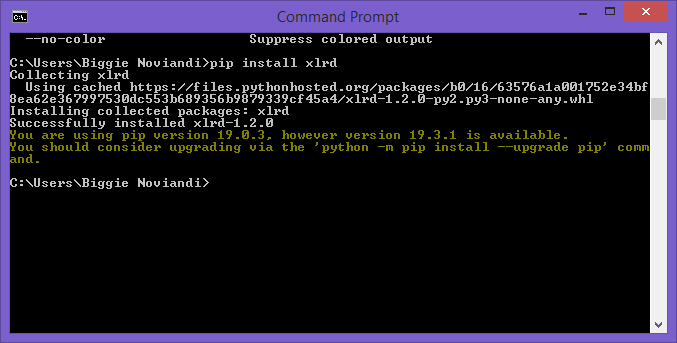 Command Prompt
--no-color Suppress colored output
C:\Users\Biggie Noviandi>pip install xlrd
Collecting xlrd
Using cached https://files.pythonhosted.org/packages/b0/16/63576a1a001752e34bf
8ea62e367997530dc553b689356b9879339cf45a4/xlrd-1.2.0-py2.py3-none-any.whl
Installing collected packages: xlrd
Successfully installed xlrd-1.2.0
You are using pip version 19.0.3, however version 19.3.1 is available.
You should consider upgrading via the 'python -m pip install --upgrade pip' comm
and.
C:\Users\Biggie Noviandi>